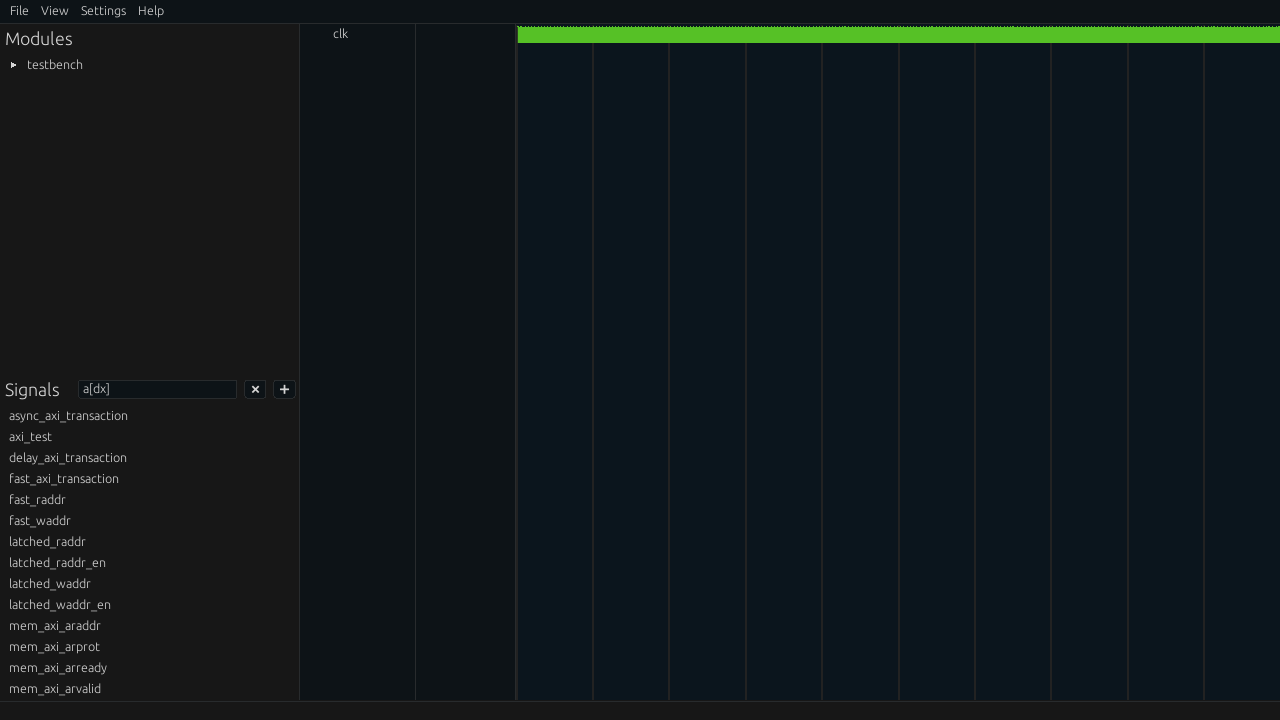 File View Settings Help
Modules
testbench
clk
Signals a[dx]
async_axi_transaction
axi_test
delay_axi_transaction
fast_axi_transaction
fast_raddr
fast_waddr
latched_raddr
latched_raddr_en
latched_waddr
latched_waddr_en
mem_axi_araddr
mem_axi_arprot
mem_axi_arready
mem_axi_arvalid